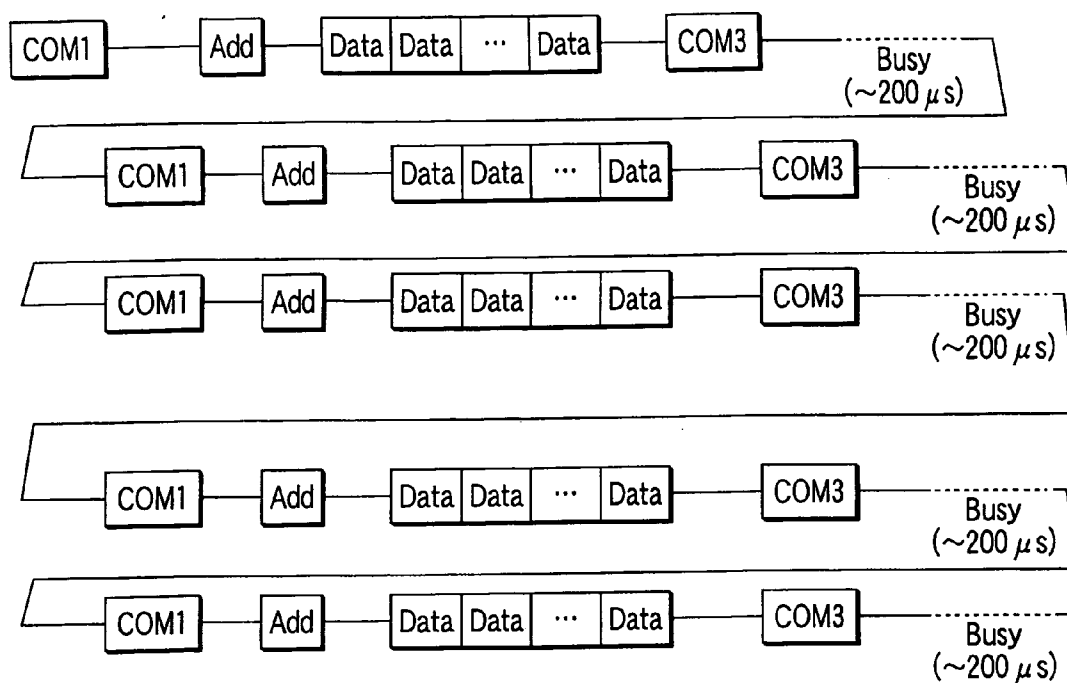 COM1 Add Data Data ··· Data COM3
Busy
(~200 μs)
COM1 Add Data Data ··· Data COM3
Busy
(~200 μs)
COM1 Add Data Data ··· Data COM3
Busy
(~200 μs)
COM1 Add Data Data ··· Data COM3
Busy
(~200 μs)
COM1 Add Data Data ··· Data COM3
Busy
(~200 μs)